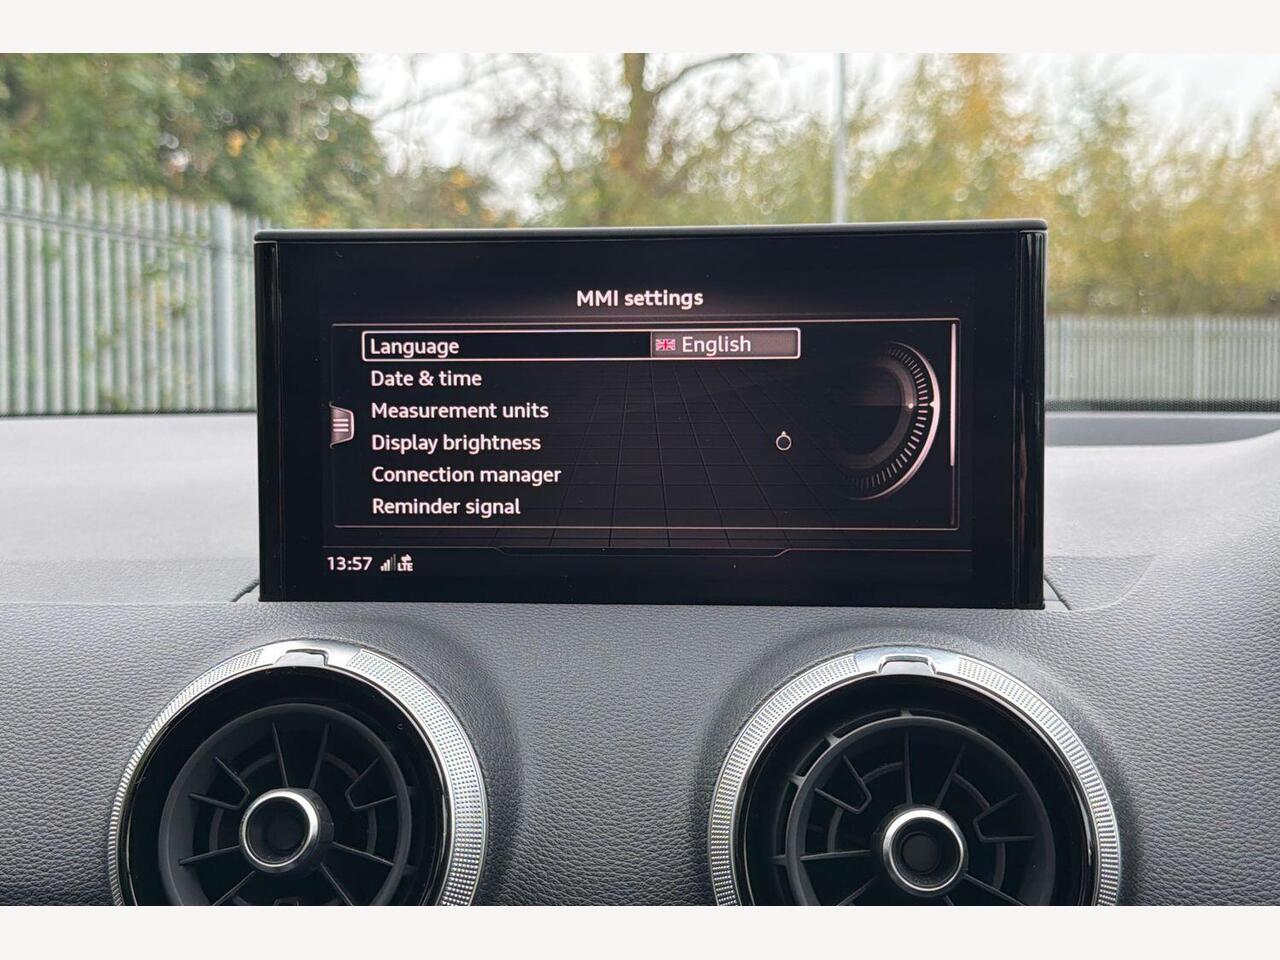 MMI settings
Language English
Date & time
Measurement units
Display brightness
Connection manager
Reminder signal
13:57 LTE